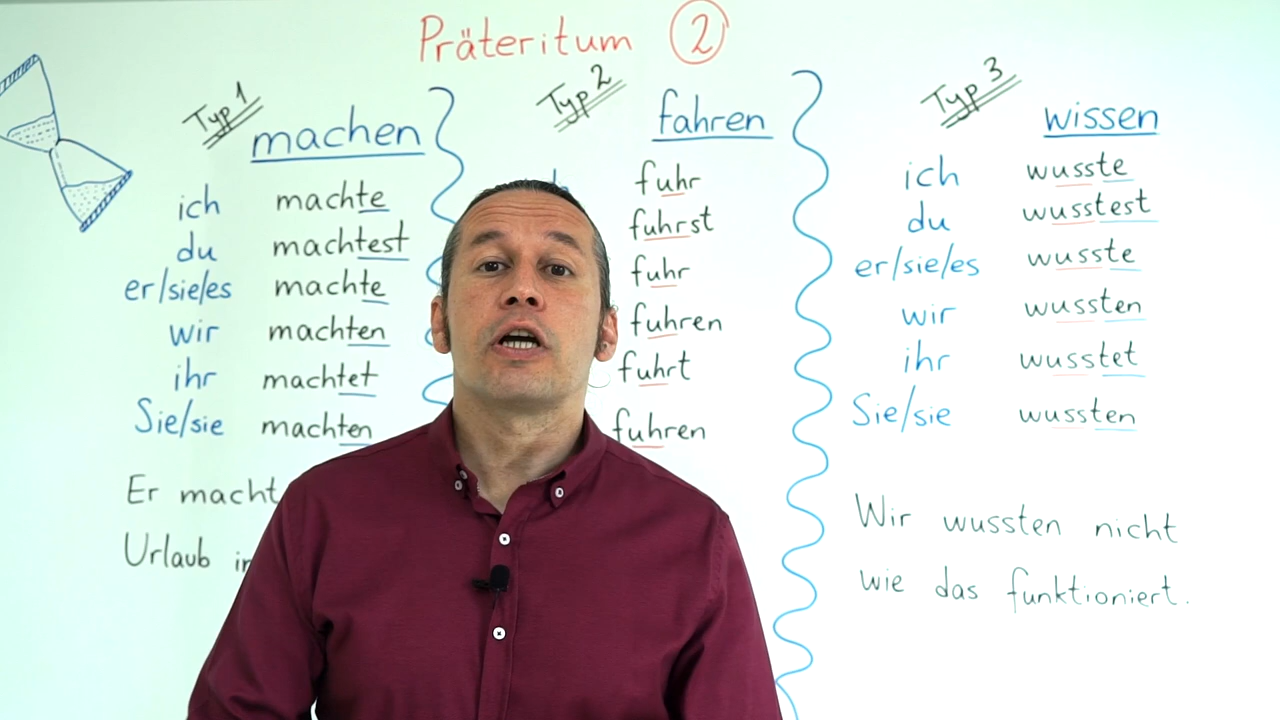 Präteritum 2
Typ 1
machen
ich machte
du machtest
er/sie/es machte
wir machten
ihr machtet
Sie/sie machten
Er
Urlaub
Typ 2
fahren
fuhr
fuhrst
fuhr
fuhren
fuhrt
fuhren
Typ 3
wissen
ich wusste
du wusstest
er/sie/es wusste
wir wussten
ihr wusstet
Sie/sie wussten
Wir wussten nicht
wie das funktioniert.